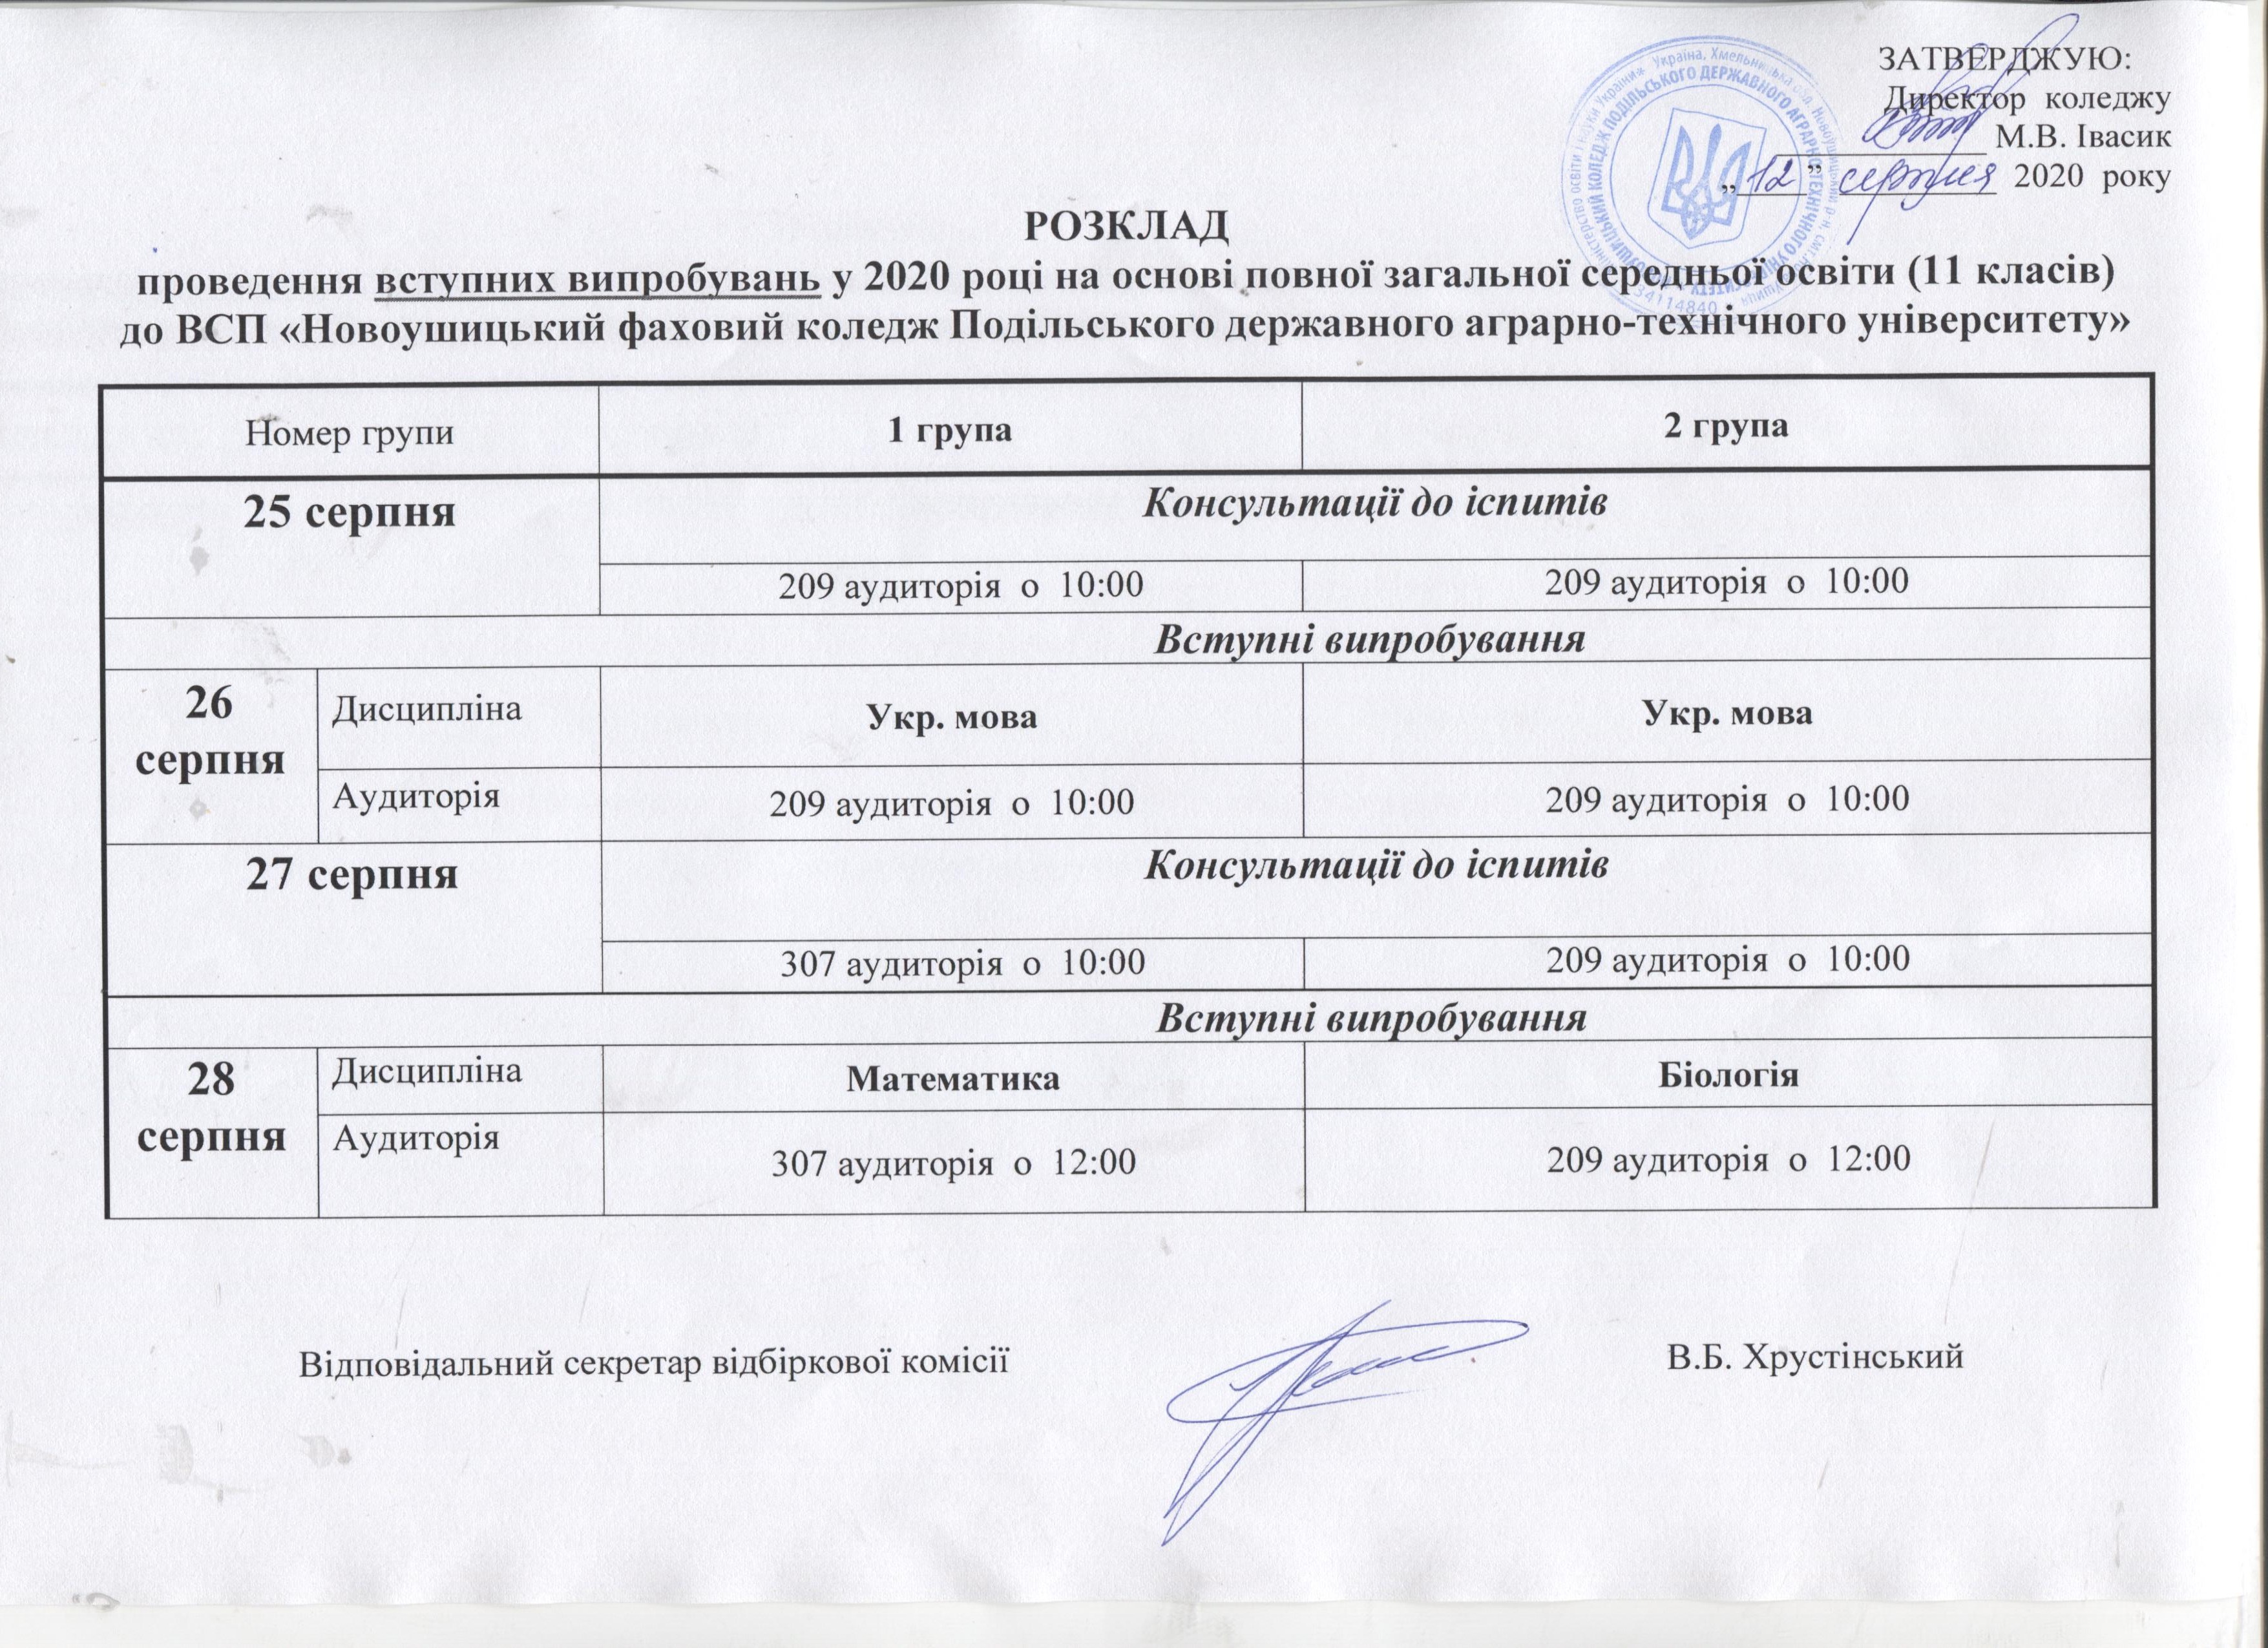 ЗАТВЕРДЖУЮ:
Директор коледжу
М.В. Івасик
„ 12 ” серпня 2020 року
Україна, Хмельницька обл. Новоушицький р-н, смт.
Міністерство освіти і науки України
ПОДІЛЬСЬКОГО ДЕРЖАВНОГО АГРАРНО-ТЕХНІЧНОГО УНІВЕРСИТЕТУ
КОЛЕДЖ
34114840
РОЗКЛАД
проведення вступних випробувань у 2020 році на основі повної загальної середньої освіти (11 класів)
до ВСП «Новоушицький фаховий коледж Подільського державного аграрно-технічного університету»
Номер групи 1 група 2 група
25 серпня Консультації до іспитів
209 аудиторія о 10:00 209 аудиторія о 10:00
Вступні випробування
26 серпня Дисципліна Укр. мова Укр. мова
Аудиторія 209 аудиторія о 10:00 209 аудиторія о 10:00
27 серпня Консультації до іспитів
307 аудиторія о 10:00 209 аудиторія о 10:00
Вступні випробування
28 серпня Дисципліна Математика Біологія
Аудиторія 307 аудиторія о 12:00 209 аудиторія о 12:00
Відповідальний секретар відбіркової комісії В.Б. Хрустінський